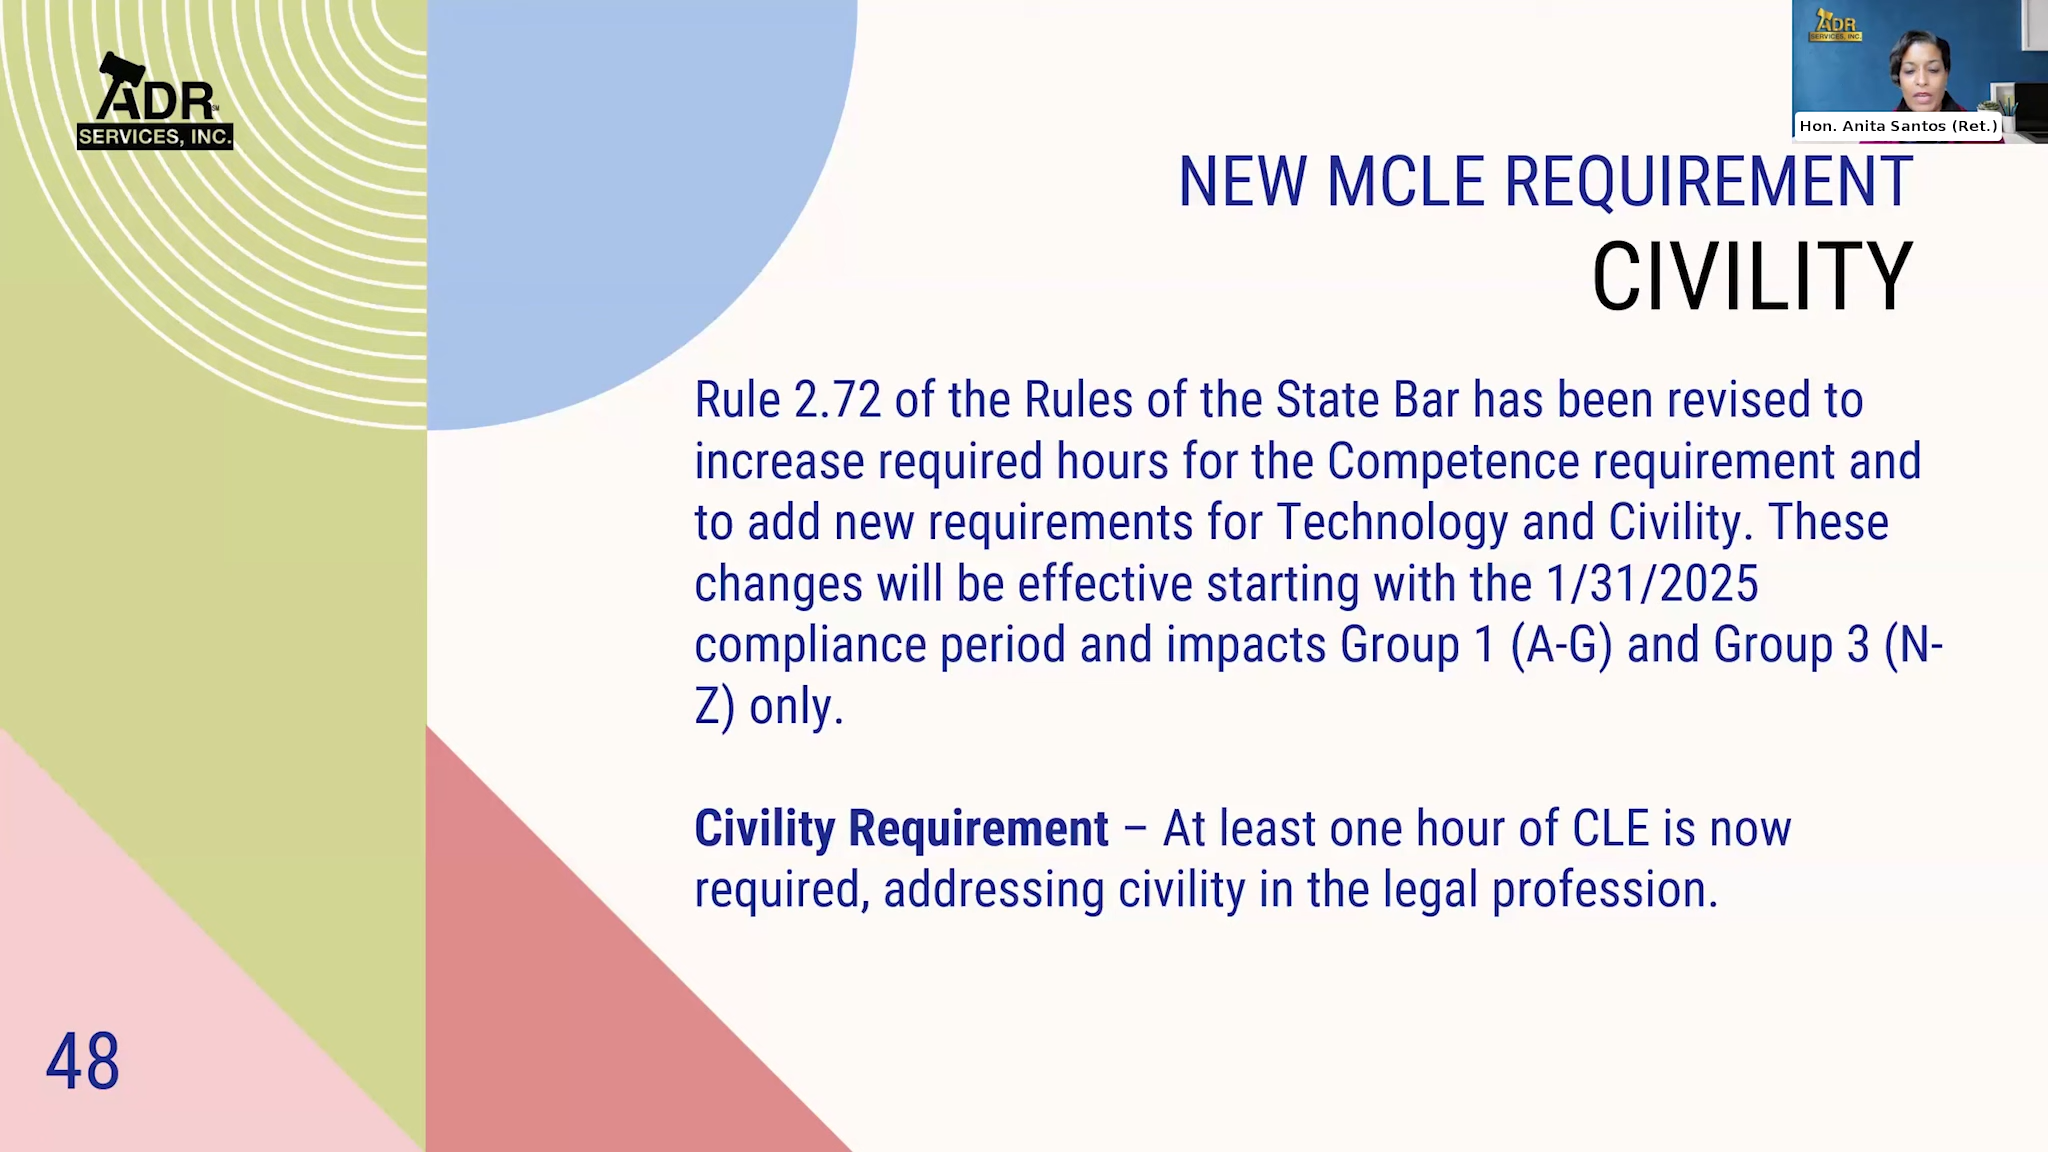 ADR
SERVICES, INC.
ADR
SERVICES, INC.
Hon. Anita Santos (Ret.)
NEW MCLE REQUIREMENT
CIVILITY
Rule 2.72 of the Rules of the State Bar has been revised to
increase required hours for the Competence requirement and
to add new requirements for Technology and Civility. These
changes will be effective starting with the 1/31/2025
compliance period and impacts Group 1 (A-G) and Group 3 (N-
Z) only.
Civility Requirement – At least one hour of CLE is now
required, addressing civility in the legal profession.
48